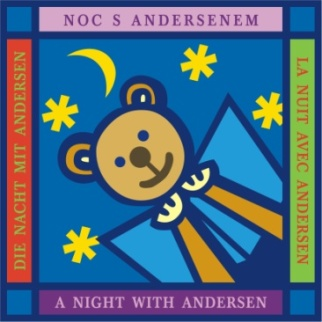 NOC S ANDERSENEM
DIE NACHT MIT ANDERSEN
LA NUIT AVEC ANDERSEN
A NIGHT WITH ANDERSEN